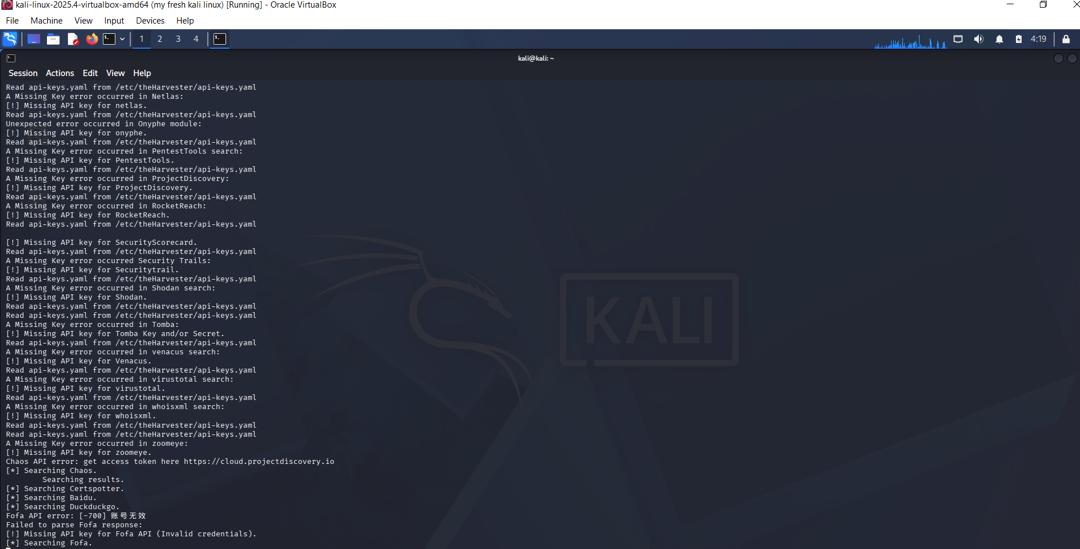 kali-linux-2025.4-virtualbox-amd64 (my fresh kali linux) [Running] - Oracle VirtualBox
File Machine View Input Devices Help
1 2 3 4 4:19
kali@kali: ~
Session Actions Edit View Help
Read api-keys.yaml from /etc/theHarvester/api-keys.yaml
A Missing Key error occurred in Netlas:
[!] Missing API key for netlas.
Read api-keys.yaml from /etc/theHarvester/api-keys.yaml
Unexpected error occurred in Onyphe module:
[!] Missing API key for onyphe.
Read api-keys.yaml from /etc/theHarvester/api-keys.yaml
A Missing Key error occurred in PentestTools search:
[!] Missing API key for PentestTools.
Read api-keys.yaml from /etc/theHarvester/api-keys.yaml
A Missing Key error occurred in ProjectDiscovery:
[!] Missing API key for ProjectDiscovery.
Read api-keys.yaml from /etc/theHarvester/api-keys.yaml
A Missing Key error occurred in RocketReach:
[!] Missing API key for RocketReach.
Read api-keys.yaml from /etc/theHarvester/api-keys.yaml
[!] Missing API key for SecurityScorecard.
Read api-keys.yaml from /etc/theHarvester/api-keys.yaml
A Missing Key error occurred Security Trails:
[!] Missing API key for Securitytrail.
Read api-keys.yaml from /etc/theHarvester/api-keys.yaml
A Missing Key error occurred in Shodan search:
[!] Missing API key for Shodan.
Read api-keys.yaml from /etc/theHarvester/api-keys.yaml
Read api-keys.yaml from /etc/theHarvester/api-keys.yaml
A Missing Key error occurred in Tomba:
[!] Missing API key for Tomba Key and/or Secret.
Read api-keys.yaml from /etc/theHarvester/api-keys.yaml
A Missing Key error occurred in venacus search:
[!] Missing API key for Venacus.
Read api-keys.yaml from /etc/theHarvester/api-keys.yaml
A Missing Key error occurred in virustotal search:
[!] Missing API key for virustotal.
Read api-keys.yaml from /etc/theHarvester/api-keys.yaml
A Missing Key error occurred in whoisxml search:
[!] Missing API key for whoisxml.
Read api-keys.yaml from /etc/theHarvester/api-keys.yaml
Read api-keys.yaml from /etc/theHarvester/api-keys.yaml
A Missing Key error occurred in zoomeye:
[!] Missing API key for zoomeye.
Chaos API error: get access token here https://cloud.projectdiscovery.io
[*] Searching Chaos.
Searching results.
[*] Searching Certspotter.
[*] Searching Baidu.
[*] Searching Duckduckgo.
Fofa API error: [-700] 账号无效
Failed to parse Fofa response:
[!] Missing API key for Fofa API (Invalid credentials).
[*] Searching Fofa.
KALI